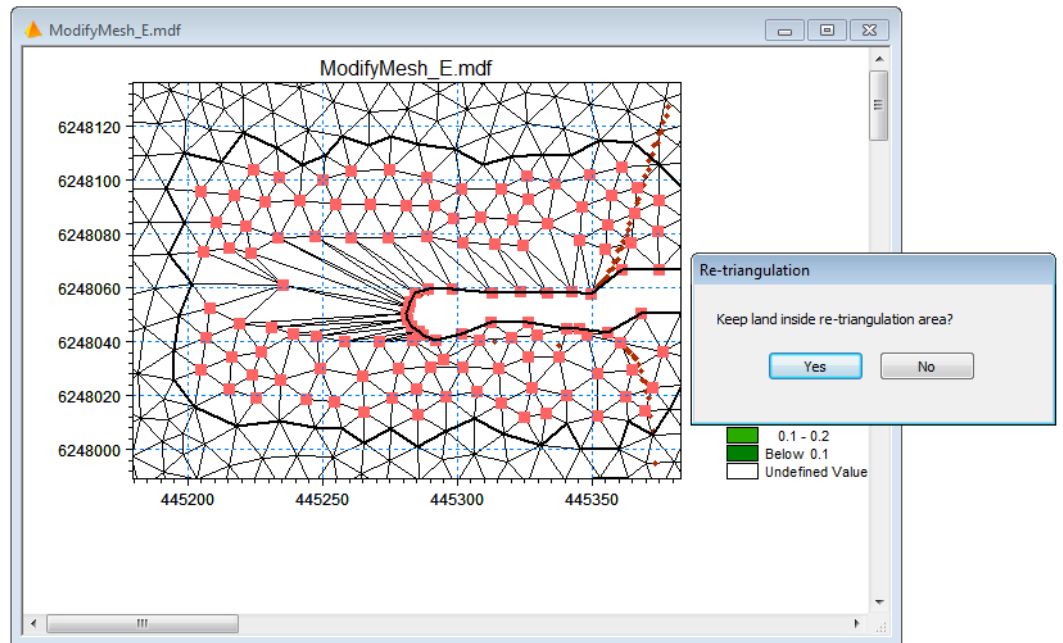 ModifyMesh_E.mdf
ModifyMesh_E.mdf
6248120
6248100
6248080
6248060
6248040
6248020
6248000
445200 445250 445300 445350
Re-triangulation
Keep land inside re-triangulation area?
Yes No
0.1 - 0.2
Below 0.1
Undefined Value